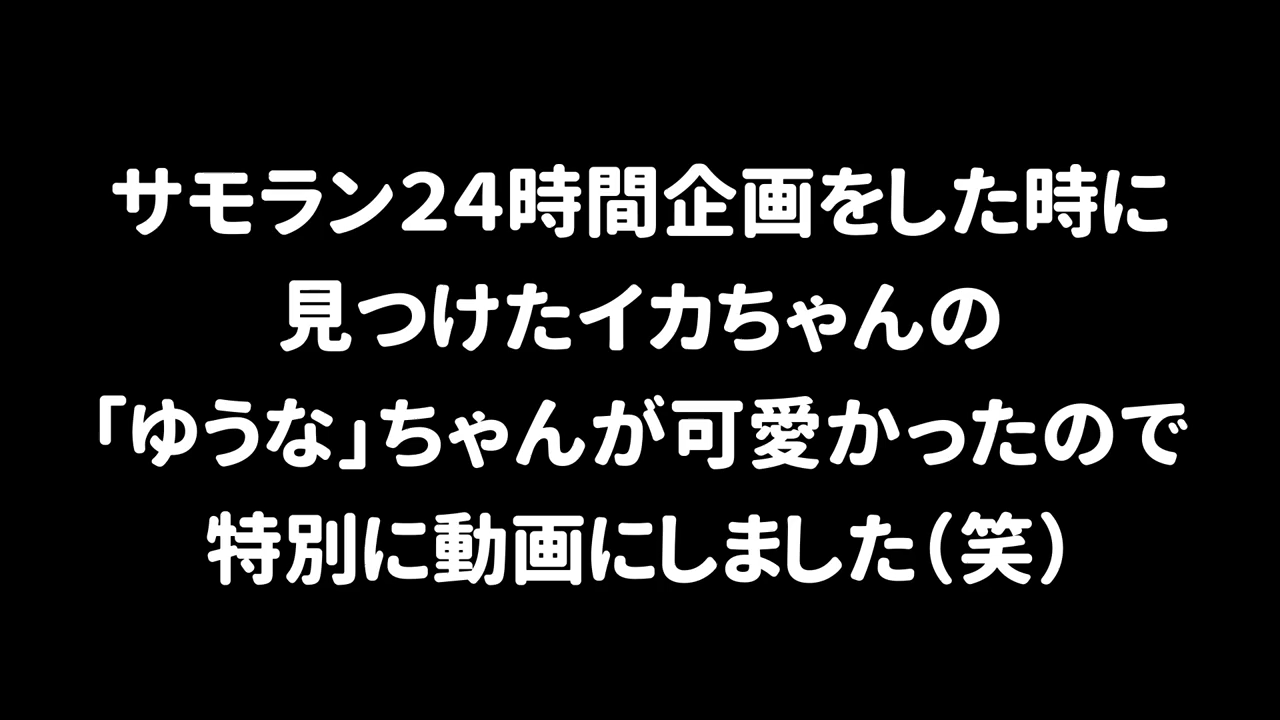 サモラン24時間企画をした時に
見つけたイカちゃんの
「ゆうな」ちゃんが可愛かったので
特別に動画にしました（笑）